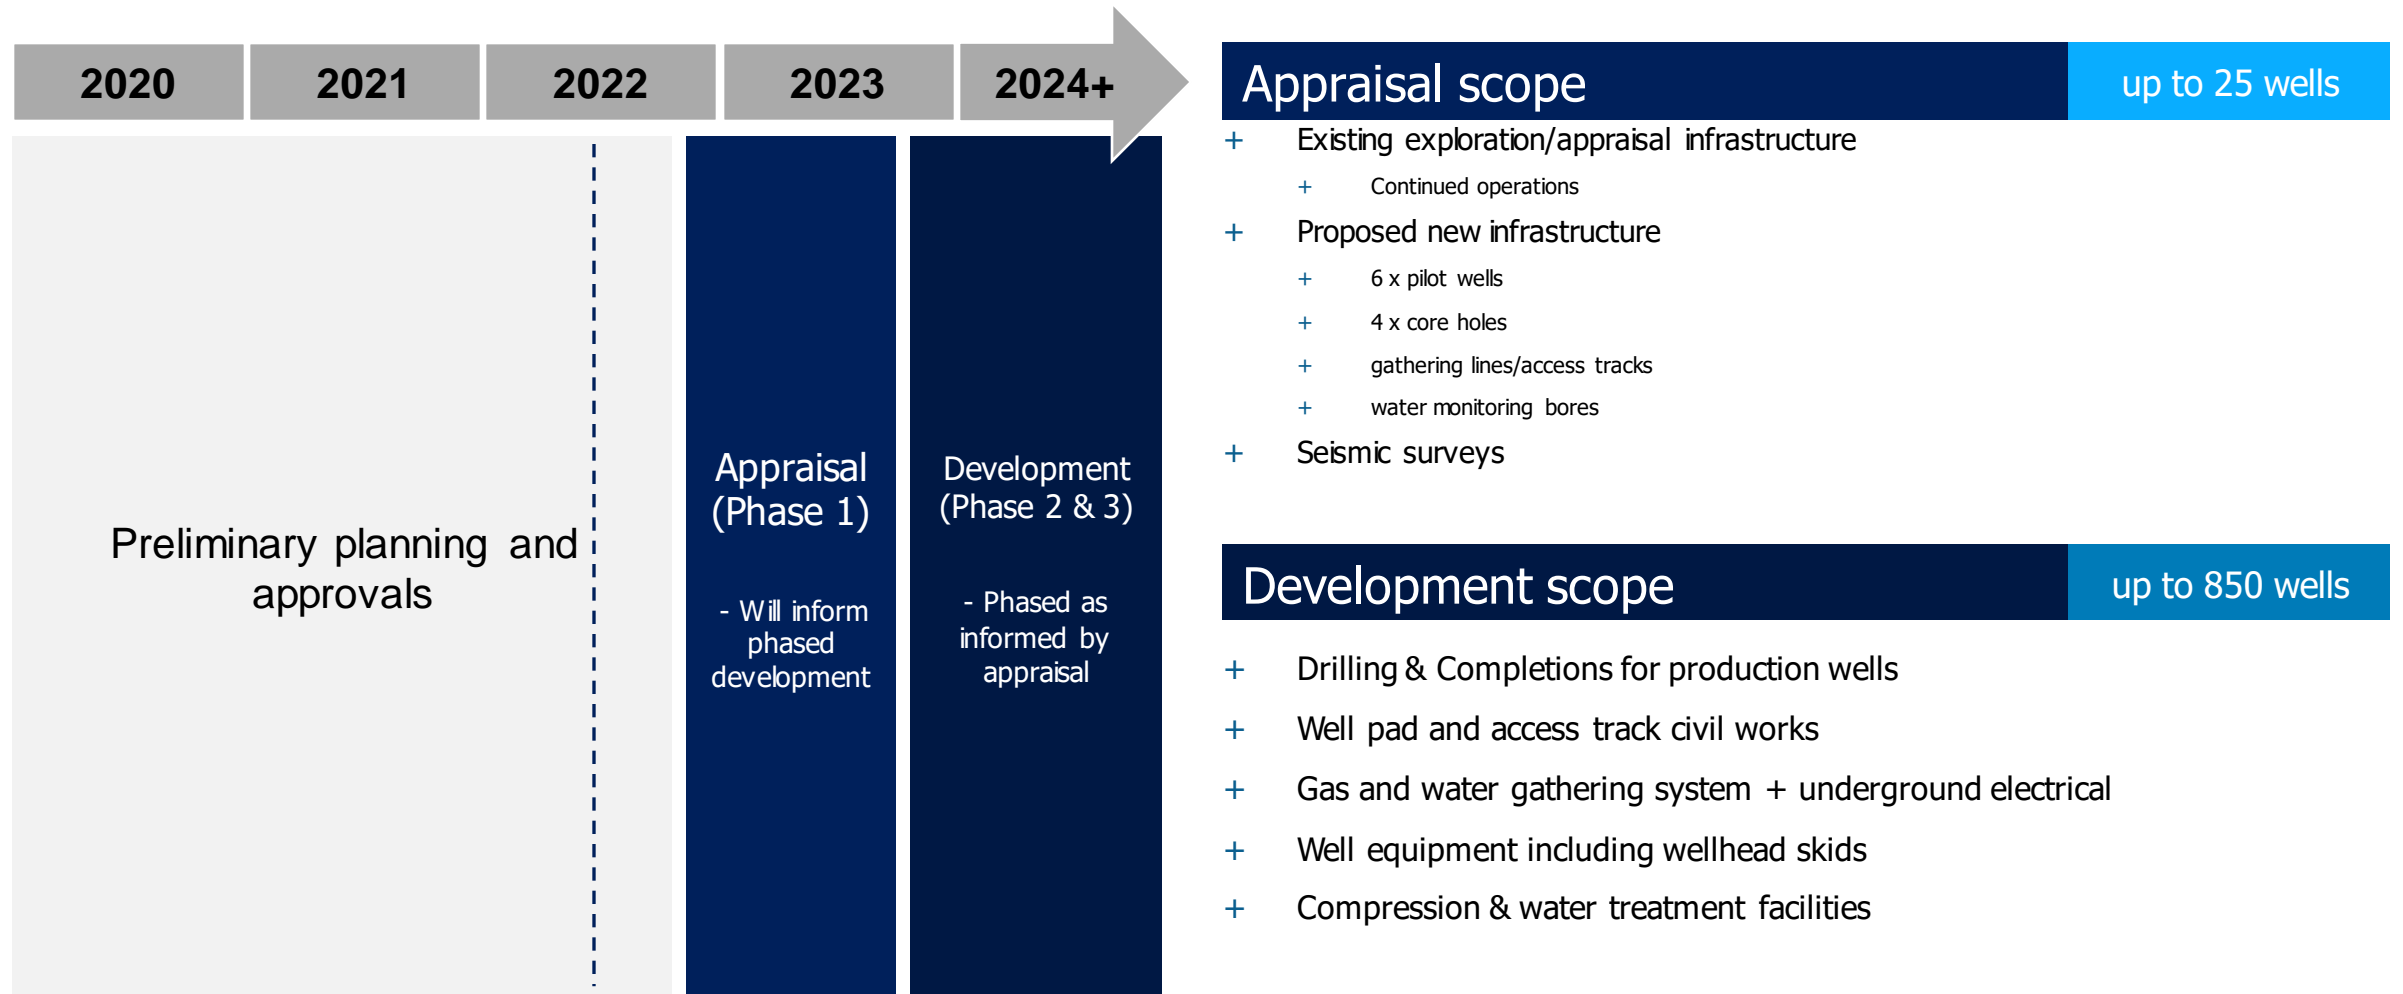 2020
2021
2022
2023
2024+
Preliminary planning and
approvals
Appraisal
(Phase 1)
- Will inform
phased
development
Development
(Phase 2 & 3)
- Phased as
informed by
appraisal
Appraisal scope
up to 25 wells
+ Existing exploration/appraisal infrastructure
+ Continued operations
+ Proposed new infrastructure
+ 6 x pilot wells
+ 4 x core holes
+ gathering lines/access tracks
+ water monitoring bores
+ Seismic surveys
Development scope
up to 850 wells
+ Drilling & Completions for production wells
+ Well pad and access track civil works
+ Gas and water gathering system + underground electrical
+ Well equipment including wellhead skids
+ Compression & water treatment facilities